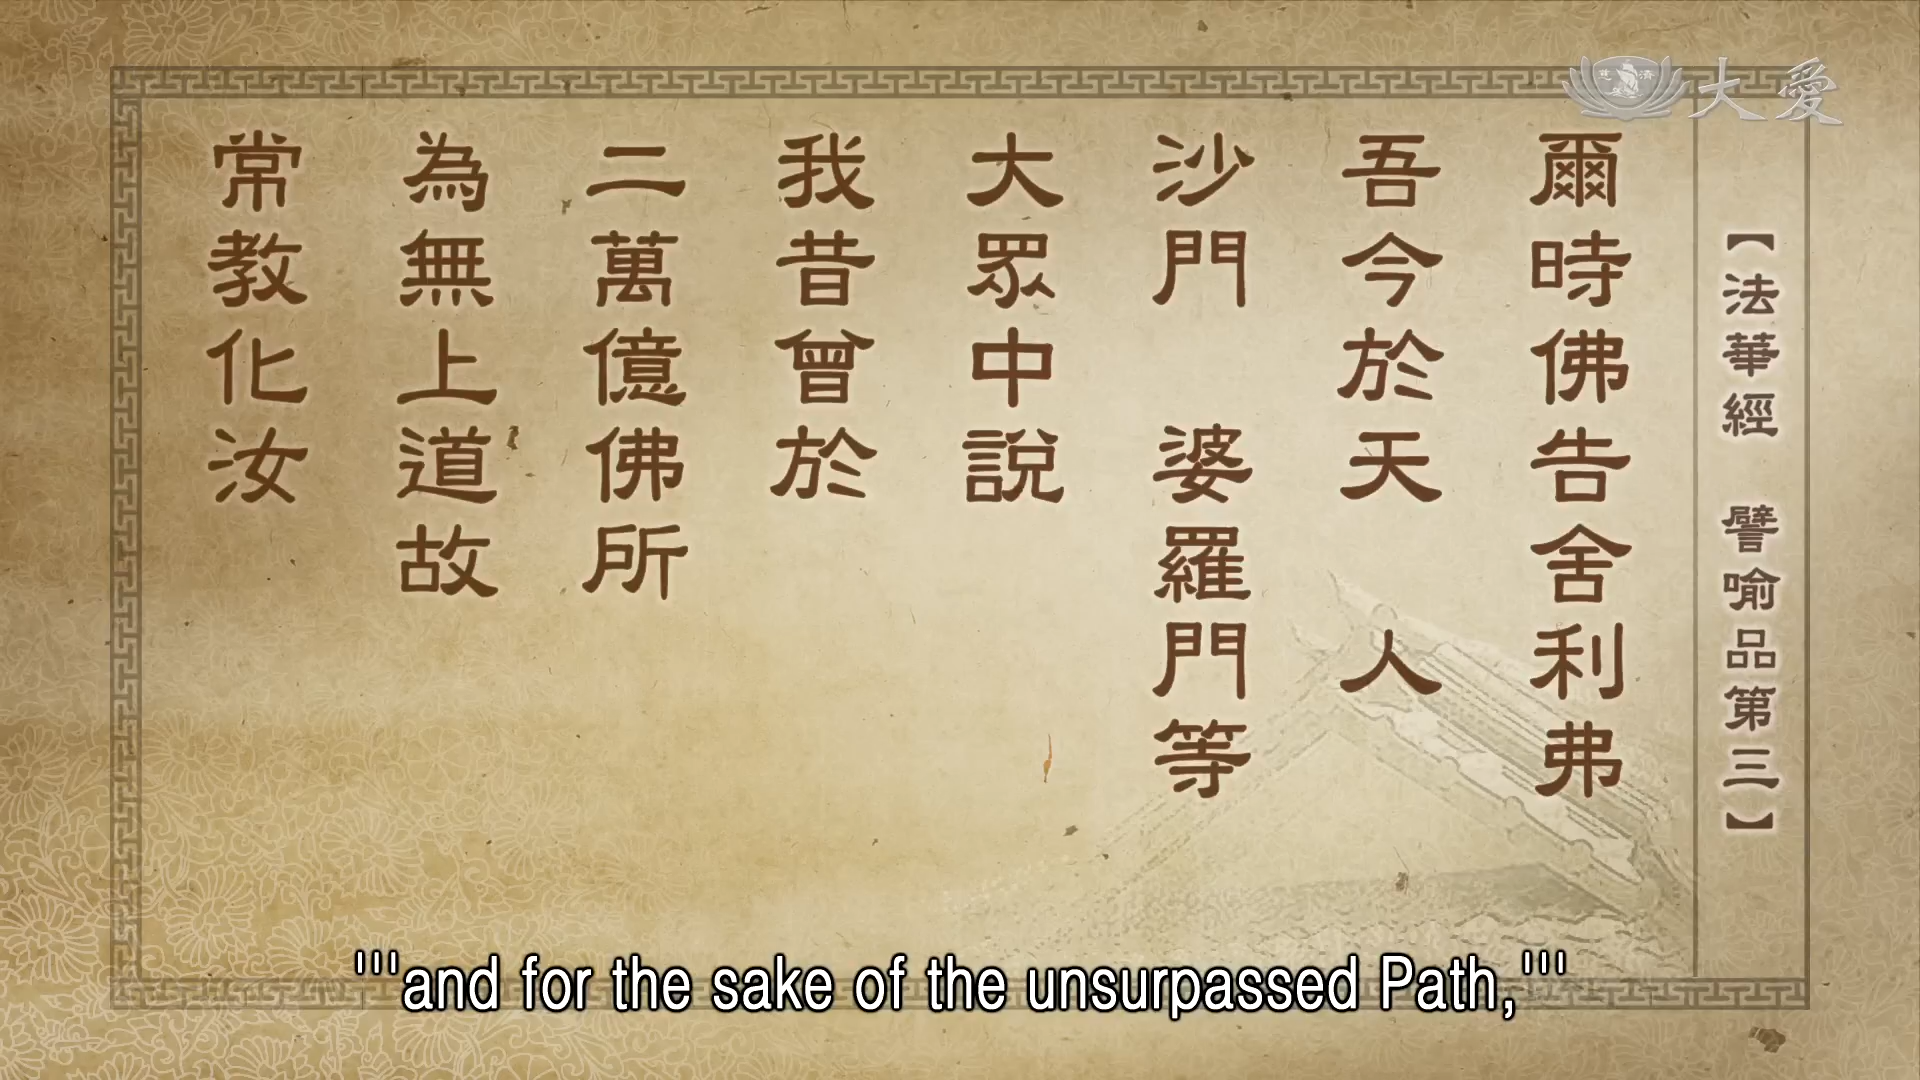 慈濟
大愛
【法華經 譬喻品第三】
爾時佛告舍利弗
吾今於天 人
沙門 婆羅門等
大眾中說
我昔曾於
二萬億佛所
為無上道故
常教化汝
'''and for the sake of the unsurpassed Path,'''